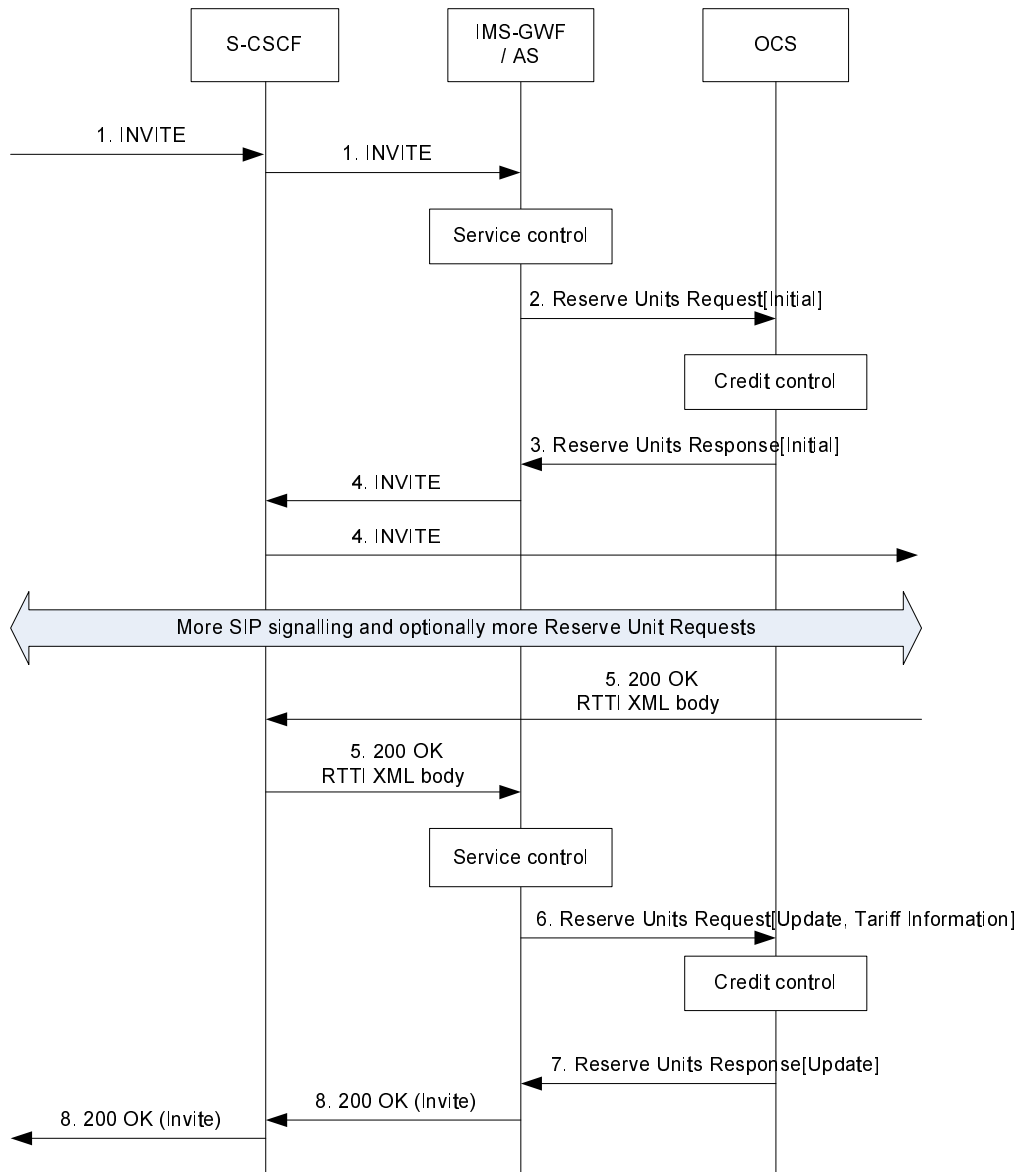 S-CSCF
IMS-GWF
/ AS
OCS
1. INVITE
1. INVITE
Service control
2. Reserve Units Request[Initial]
Credit control
3. Reserve Units Response[Initial]
4. INVITE
4. INVITE
More SIP signalling and optionally more Reserve Unit Requests
5. 200 OK
RTTI XML body
5. 200 OK
RTTI XML body
Service control
6. Reserve Units Request[Update, Tariff Information]
Credit control
7. Reserve Units Response[Update]
8. 200 OK (Invite)
8. 200 OK (Invite)